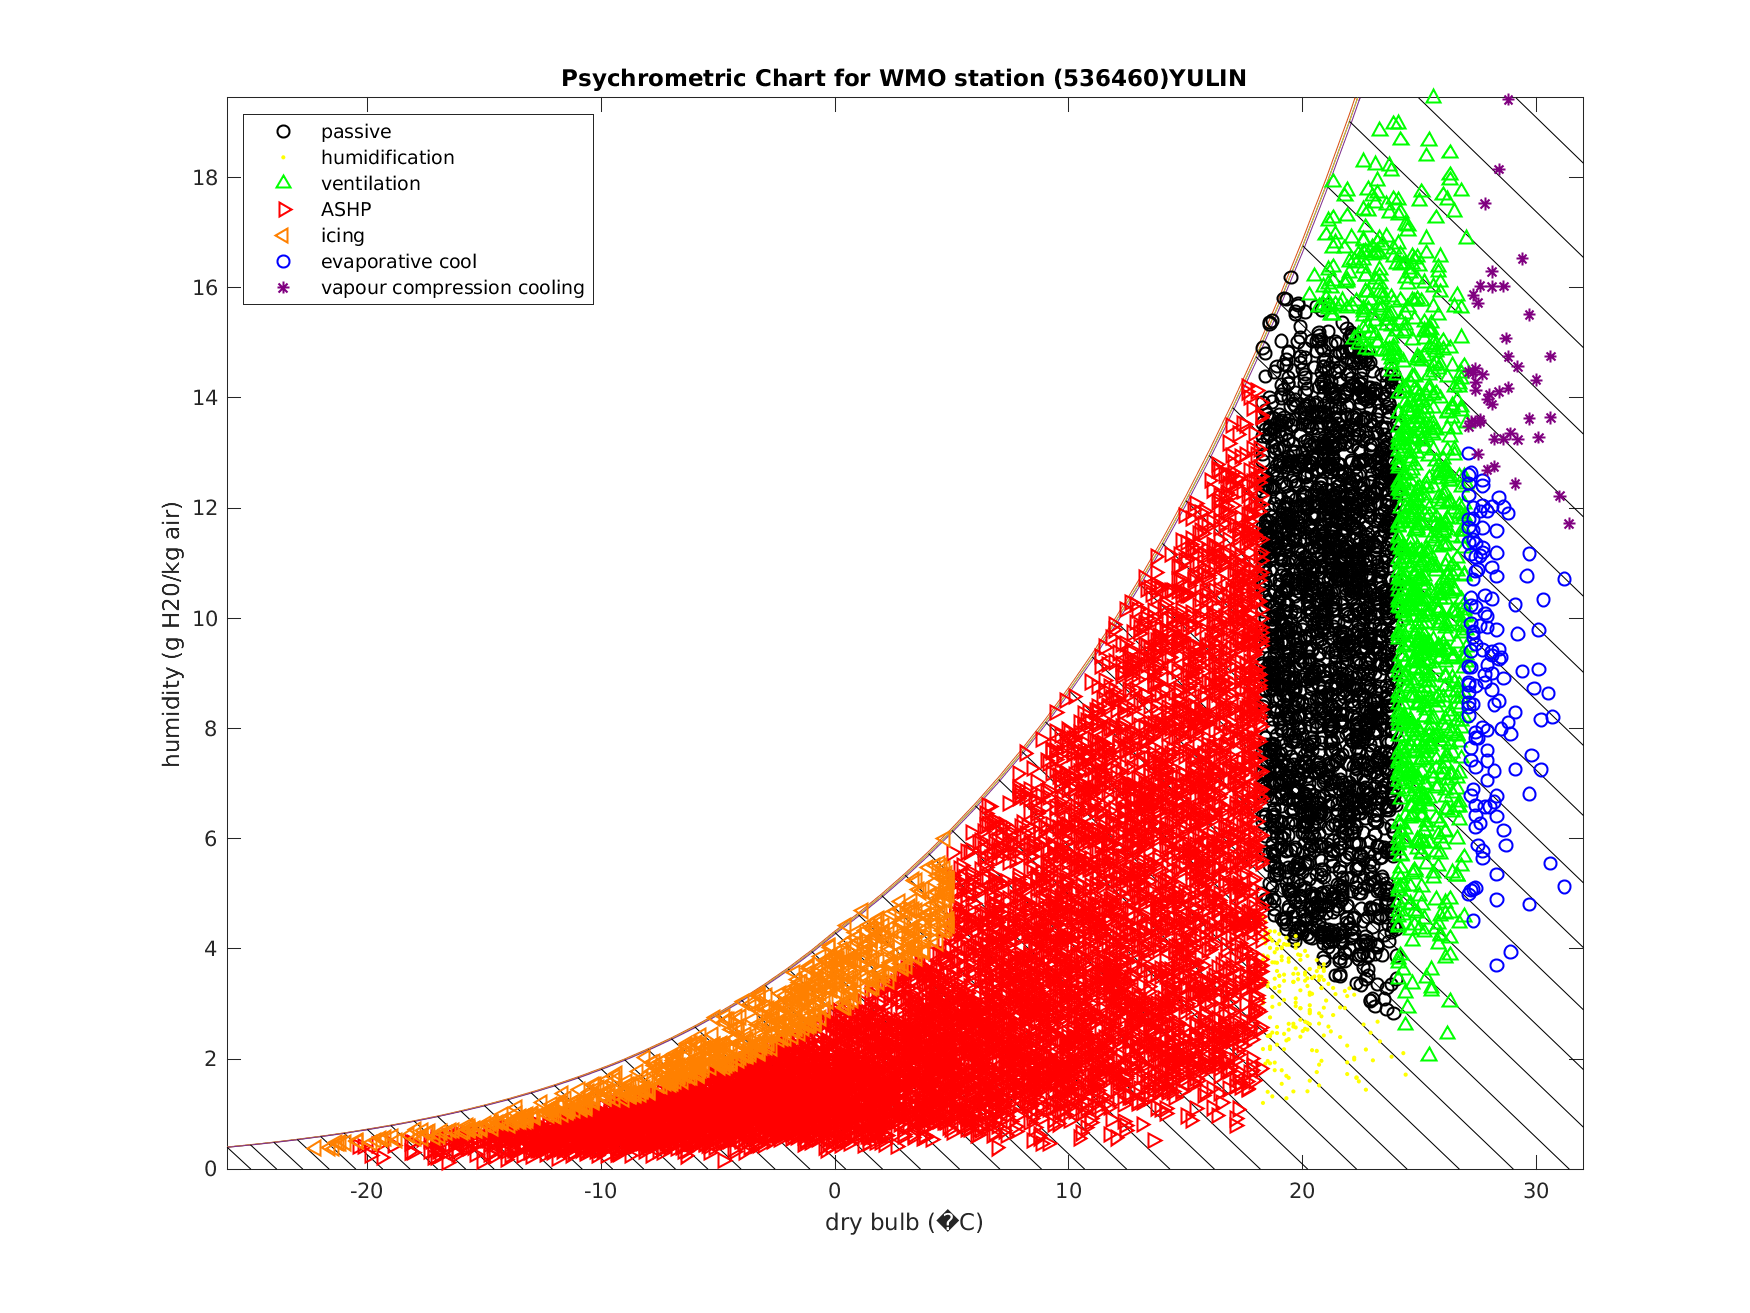 Psychrometric Chart for WMO station (536460)YULIN
passive
humidification
ventilation
ASHP
icing
evaporative cool
vapour compression cooling
humidity (g H20/kg air)
18
16
14
12
10
8
6
4
2
0
-20 -10 0 10 20 30
dry bulb (�C)